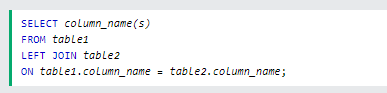 SELECT column_name(s)
FROM table1
LEFT JOIN table2
ON table1.column_name = table2.column_name;